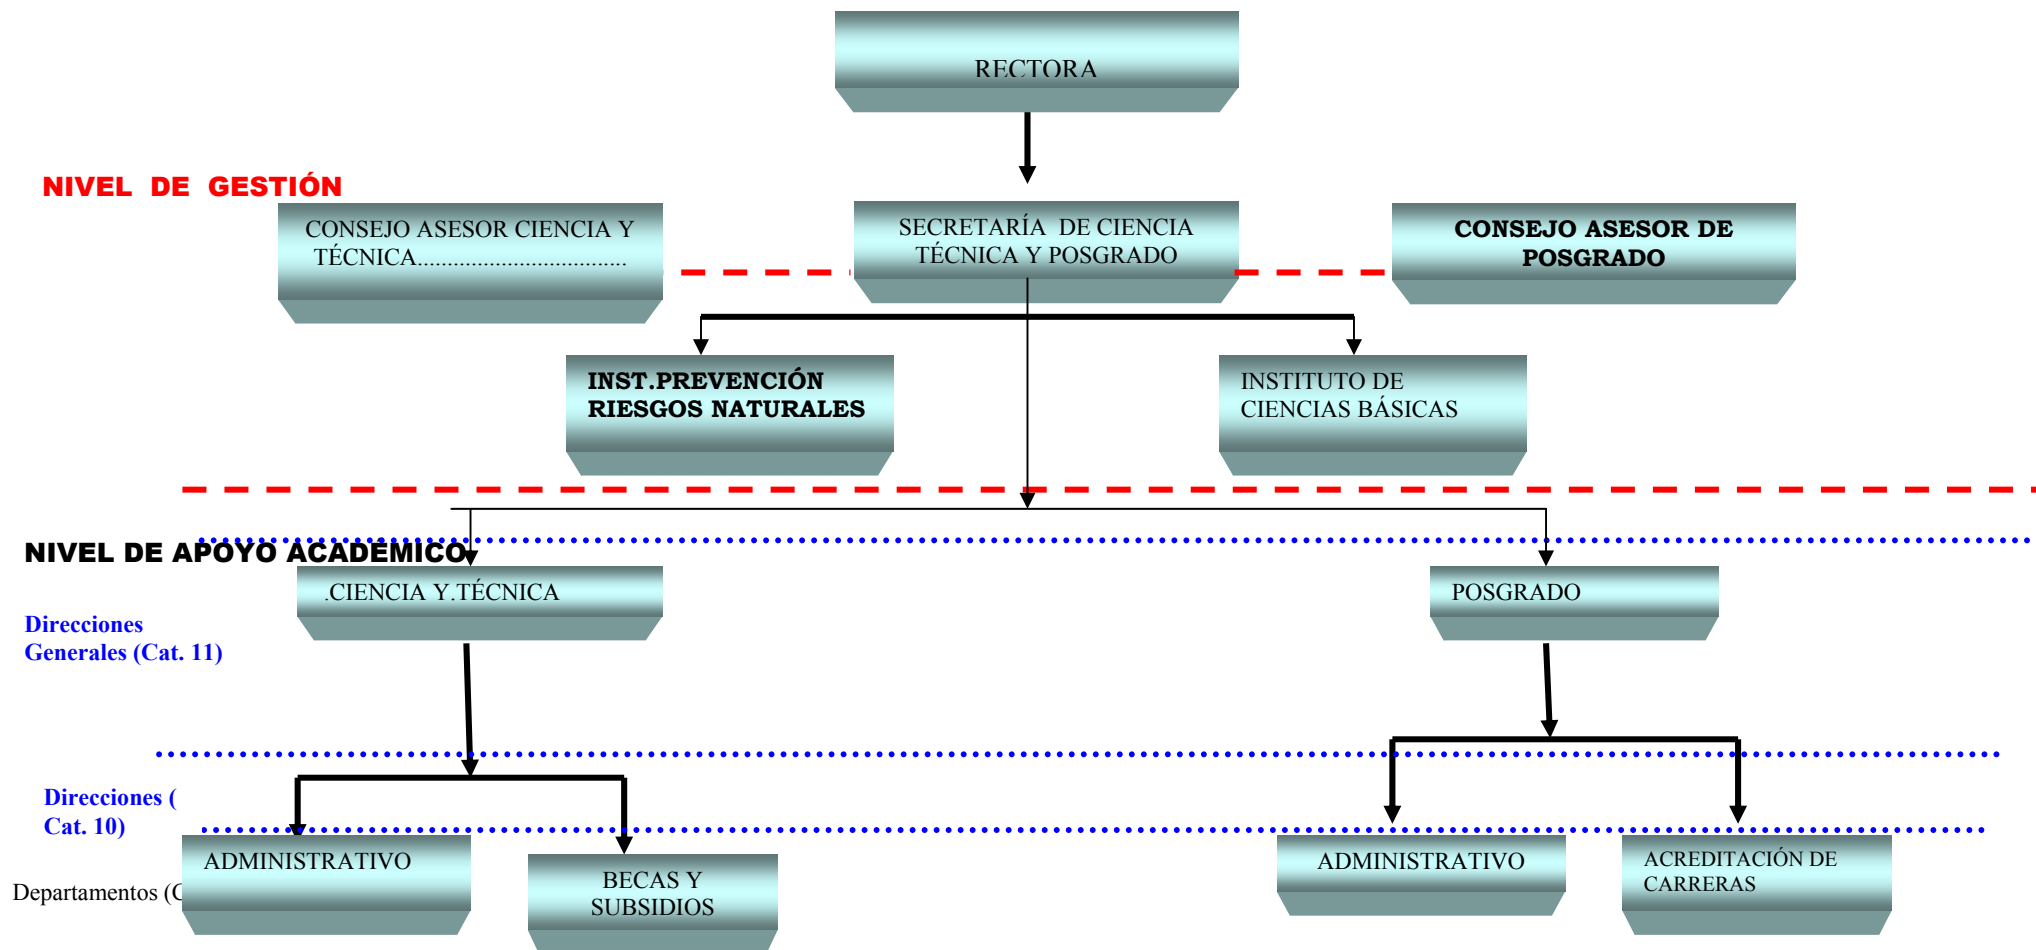 RECTORA
NIVEL DE GESTIÓN
CONSEJO ASESOR CIENCIA Y
TÉCNICA...................................
SECRETARÍA DE CIENCIA
TÉCNICA Y POSGRADO
CONSEJO ASESOR DE
POSGRADO
INST.PREVENCIÓN
RIESGOS NATURALES
INSTITUTO DE
CIENCIAS BÁSICAS
NIVEL DE APOYO ACADEMICO
.CIENCIA Y.TÉCNICA
POSGRADO
Direcciones
Generales (Cat. 11)
Direcciones (
Cat. 10)
ADMINISTRATIVO
BECAS Y
SUBSIDIOS
ADMINISTRATIVO
ACREDITACIÓN DE
CARRERAS
Departamentos (